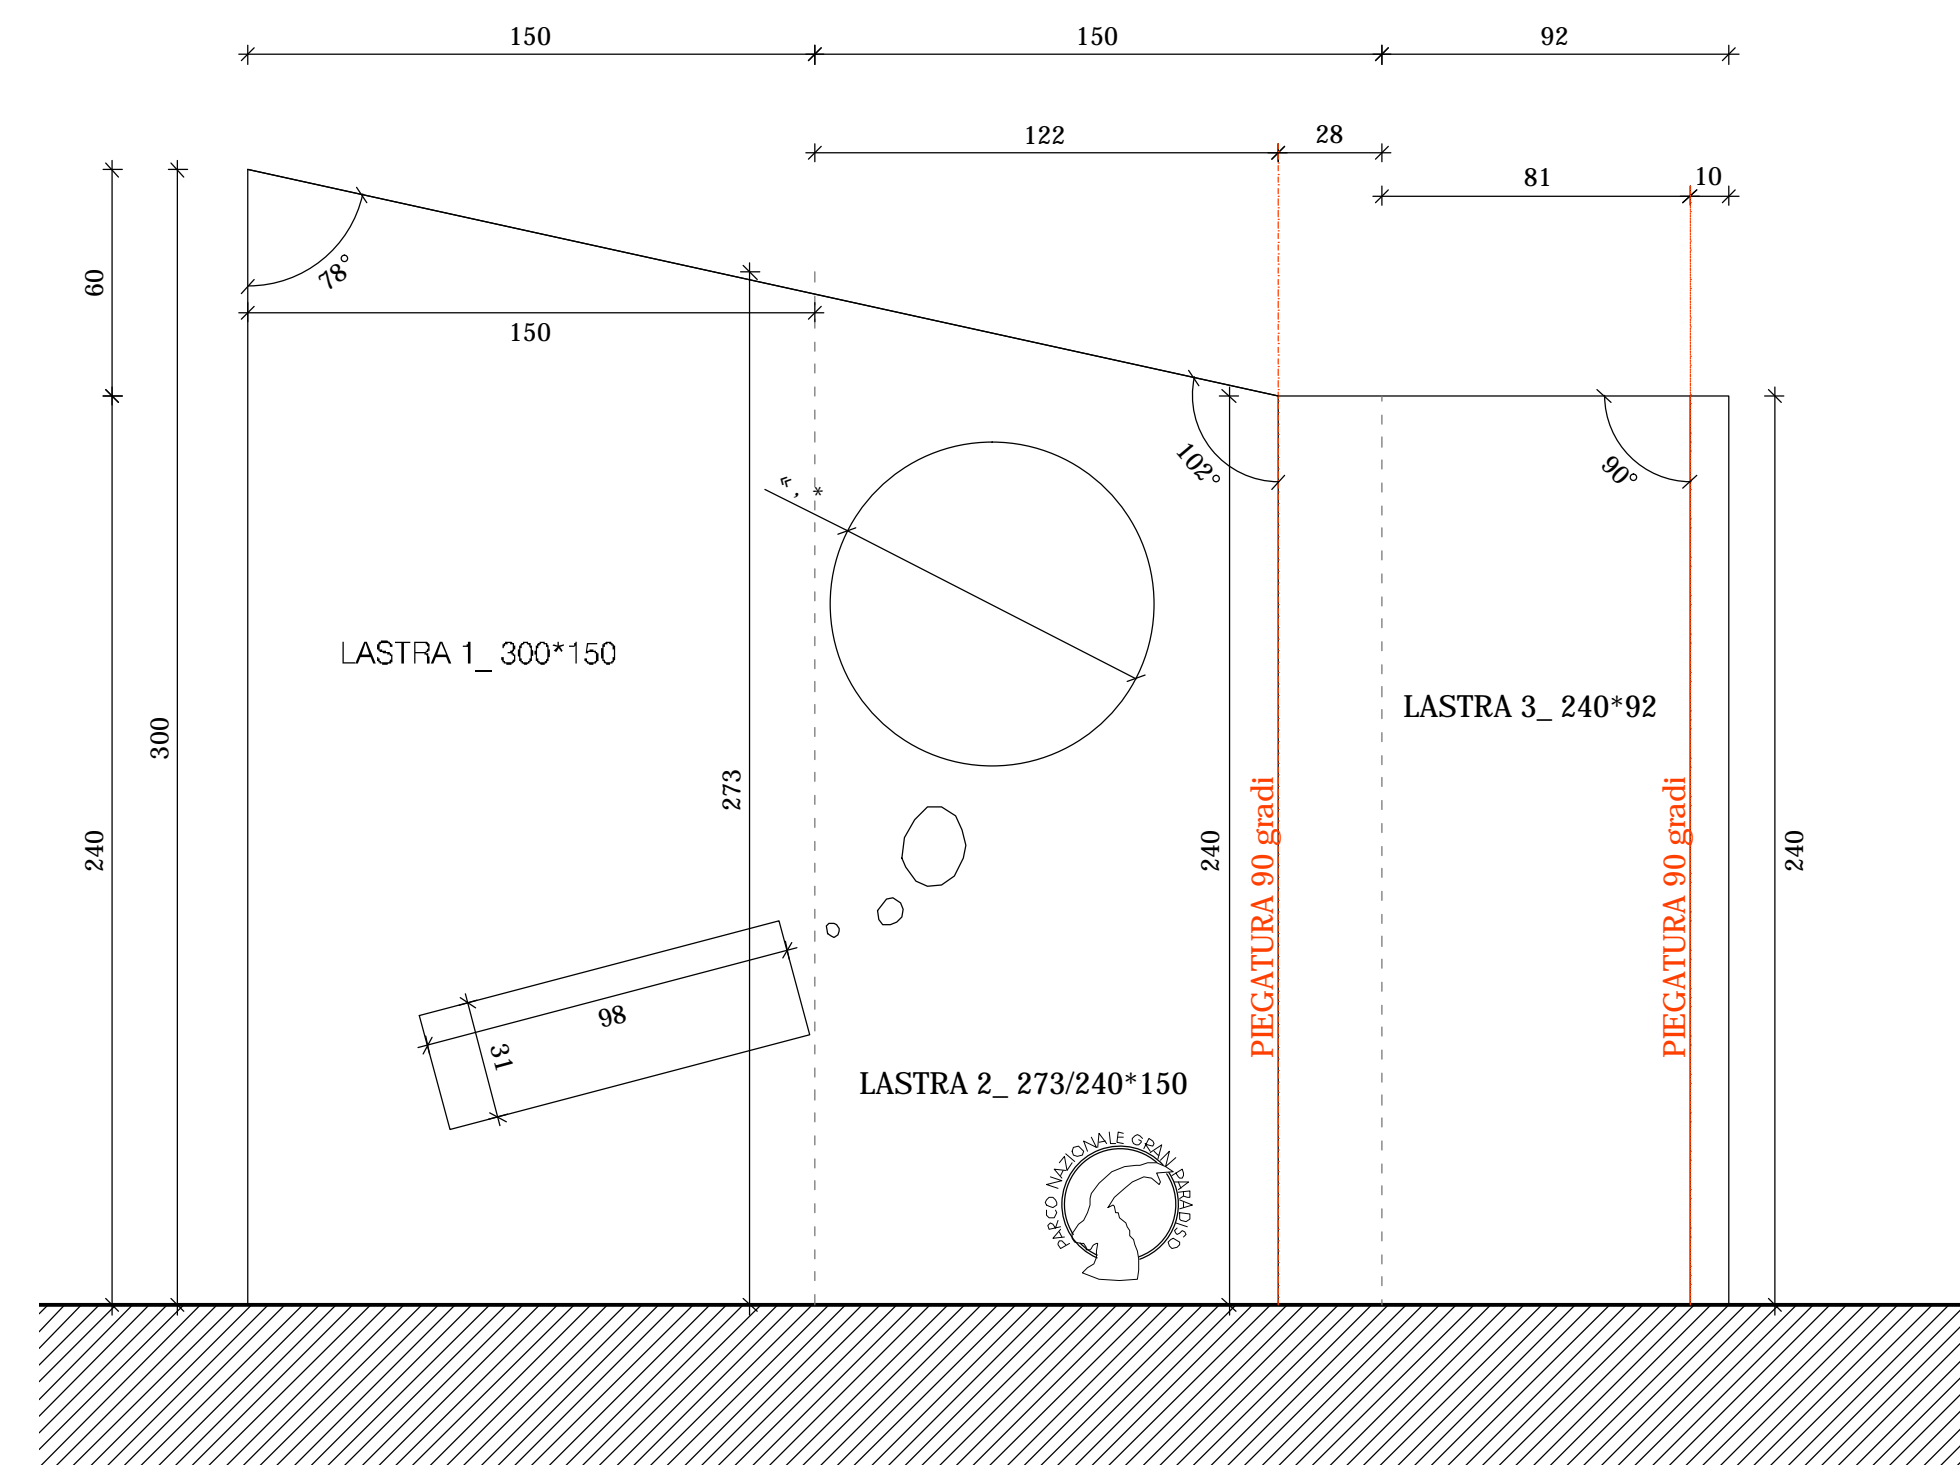 150
150
92
122
28
81
10
60
78°
150
102°
90°
« , *
LASTRA 1_ 300*150
LASTRA 3_ 240*92
300
273
240
240
240
PIEGATURA 90 gradi
PIEGATURA 90 gradi
98
31
LASTRA 2_ 273/240*150
PARCO NAZIONALE GRAN PARADISO